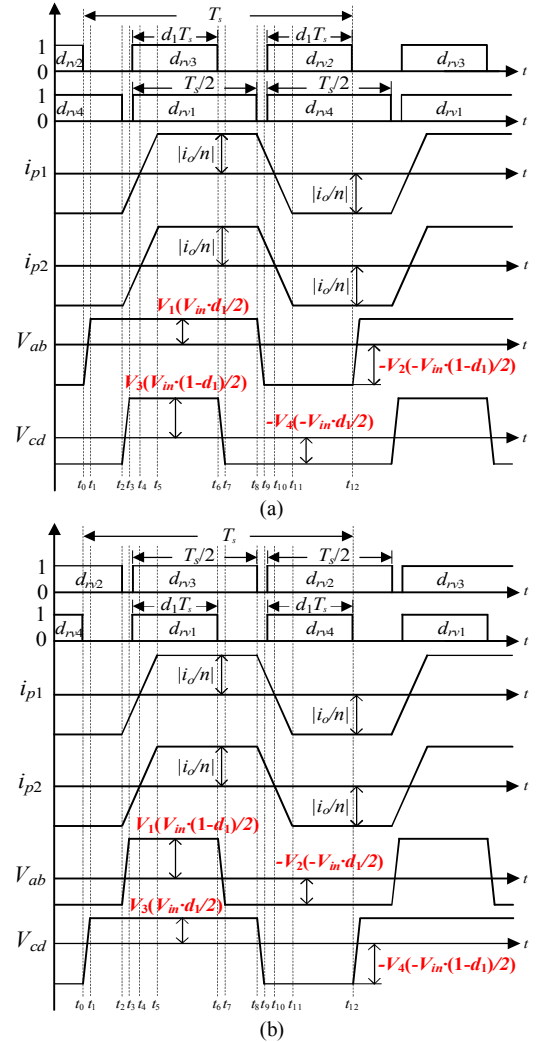 T_s
d_1T_s d_1T_s
1 d_rv2 d_rv3 d_rv2 d_rv3
0 t
T_s/2 T_s/2
1 d_rv4 d_rv1 d_rv4 d_rv1
0 t
i_p1 |i_o/n| |i_o/n| t
i_p2 |i_o/n| |i_o/n| t
V_1(V_in·d_1/2)
V_ab t
-V_2(-V_in·(1-d_1)/2)
V_3(V_in·(1-d_1)/2)
-V_4(-V_in·d_1/2)
V_cd t
t_0 t_1 t_2 t_3 t_4 t_5 t_6 t_7 t_8 t_9 t_10 t_11 t_12
(a)
T_s
T_s/2 T_s/2
1 d_rv2 d_rv3 d_rv2 d_rv3
0 t
d_1T_s d_1T_s
1 d_rv4 d_rv1 d_rv4 d_rv1
0 t
i_p1 |i_o/n| |i_o/n| t
i_p2 |i_o/n| |i_o/n| t
V_1(V_in·(1-d_1)/2)
-V_2(-V_in·d_1/2)
V_ab t
V_3(V_in·d_1/2)
V_cd t
-V_4(-V_in·(1-d_1)/2)
t_0 t_1 t_2 t_3 t_4 t_5 t_6 t_7 t_8 t_9 t_10 t_11 t_12
(b)